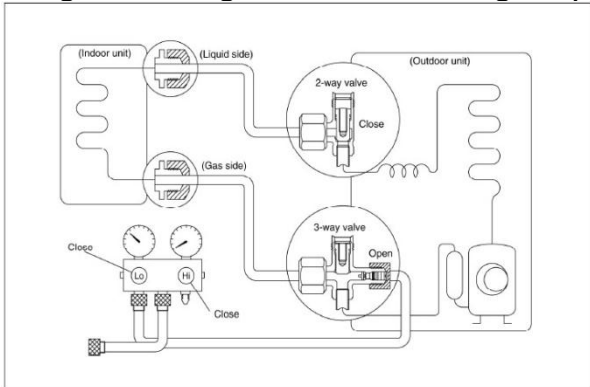 (Indoor unit)
(Liquid side)
(Outdoor unit)
2-way valve
Close
(Gas side)
3-way valve
Open
Close
Lo
Hi
Close